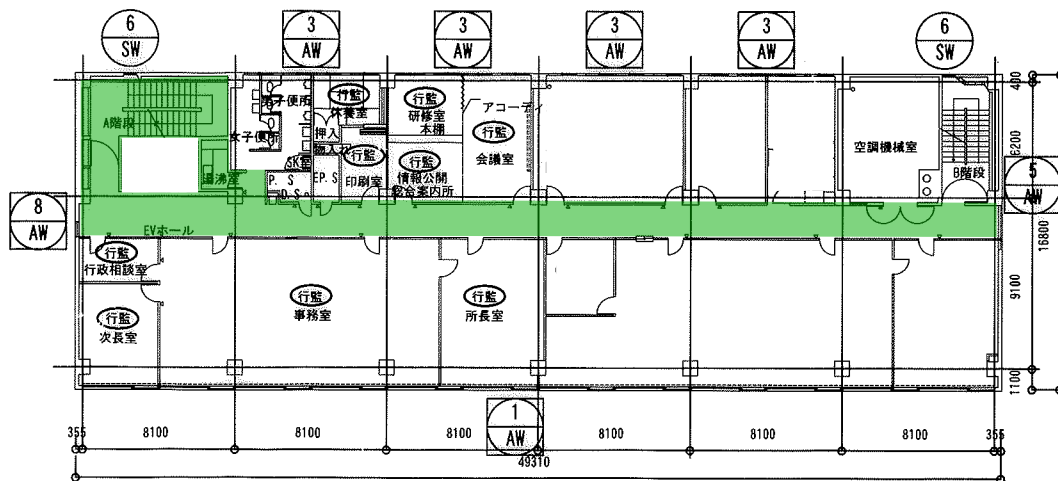 6
SW
3
AW
3
AW
3
AW
3
AW
6
SW
400
男子便所
行監
休養室
行監
研修室
本棚
アコーディ
A階段
女子便所
押入
行監
会議室
6200
空調機械室
SK室
行監
印刷室
行監
情報公開
総合案内所
B階段
5
AW
湯沸室
P. S
EP. S
D. S
8
AW
EVホール
16800
行監
行政相談室
行監
事務室
行監
所長室
9100
行監
次長室
1100
1
AW
355
8100
8100
8100
8100
8100
8100
355
49310